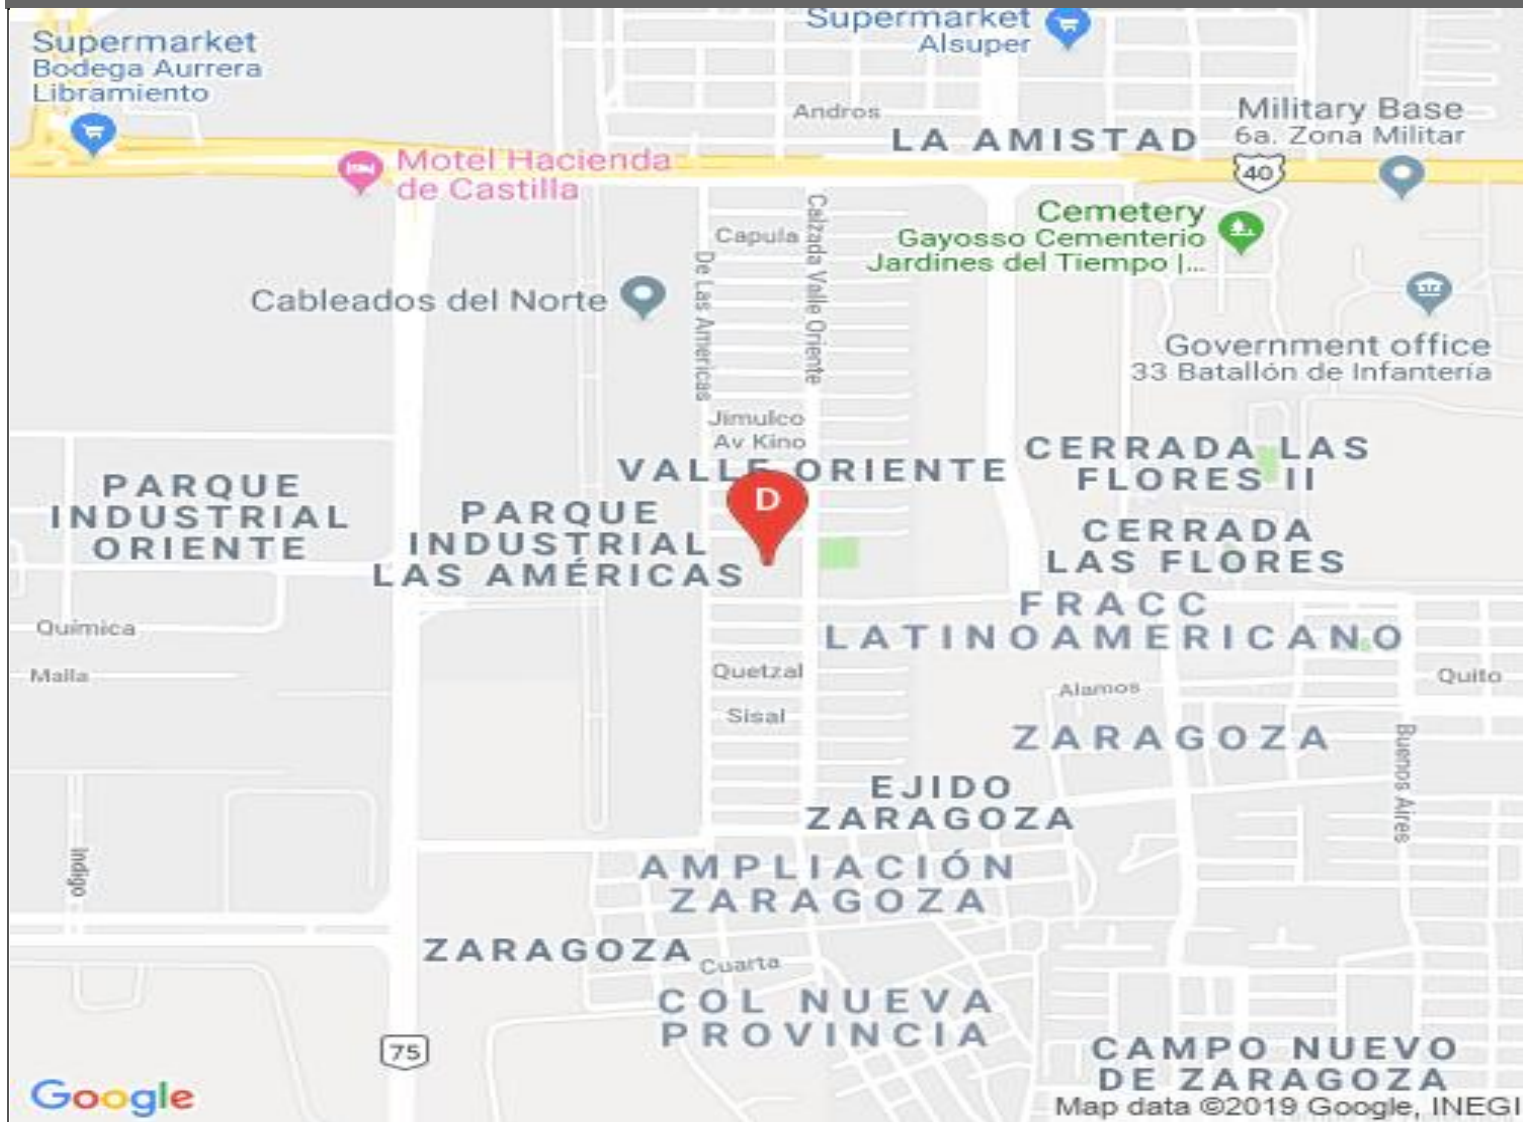 Supermarket
Alsuper
Supermarket
Bodega Aurrera
Libramiento
Andros
LA AMISTAD
Military Base
6a. Zona Militar
Motel Hacienda
de Castilla
40
Calzada Valle Oriente
Cemetery
Gayosso Cementerio
Jardines del Tiempo |...
Capula
De Las Americas
Cableados del Norte
Government office
33 Batallón de Infantería
Jimulco
Av Kino
VALLE ORIENTE
CERRADA LAS
FLORES II
PARQUE
INDUSTRIAL
ORIENTE
PARQUE
INDUSTRIAL
LAS AMÉRICAS
D
CERRADA
LAS FLORES
FRACC
LATINOAMERICANO
Química
Malla
Quetzal
Alamos
Quito
Sisal
ZARAGOZA
Buenos Aires
EJIDO
ZARAGOZA
Indigo
AMPLIACIÓN
ZARAGOZA
ZARAGOZA
Cuarta
COL NUEVA
PROVINCIA
75
CAMPO NUEVO
DE ZARAGOZA
Google
Map data ©2019 Google, INEGI